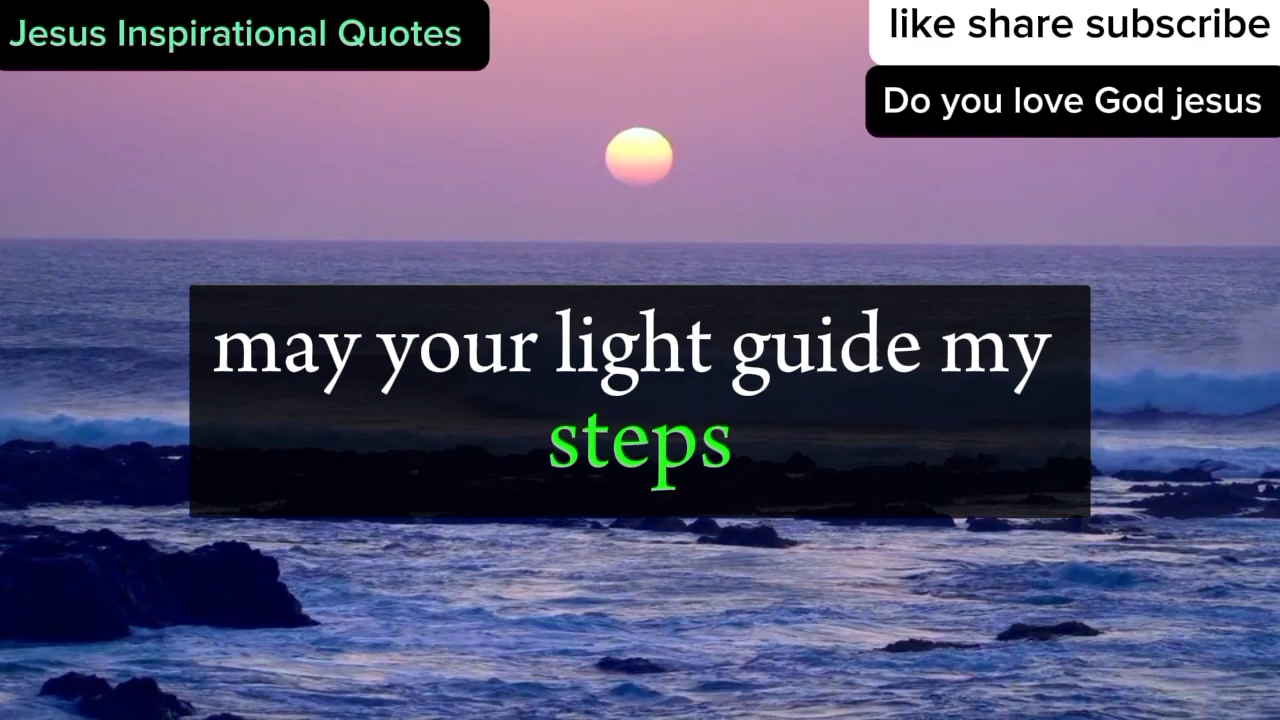 Jesus Inspirational Quotes
like share subscribe
Do you love God jesus
may your light guide my
steps